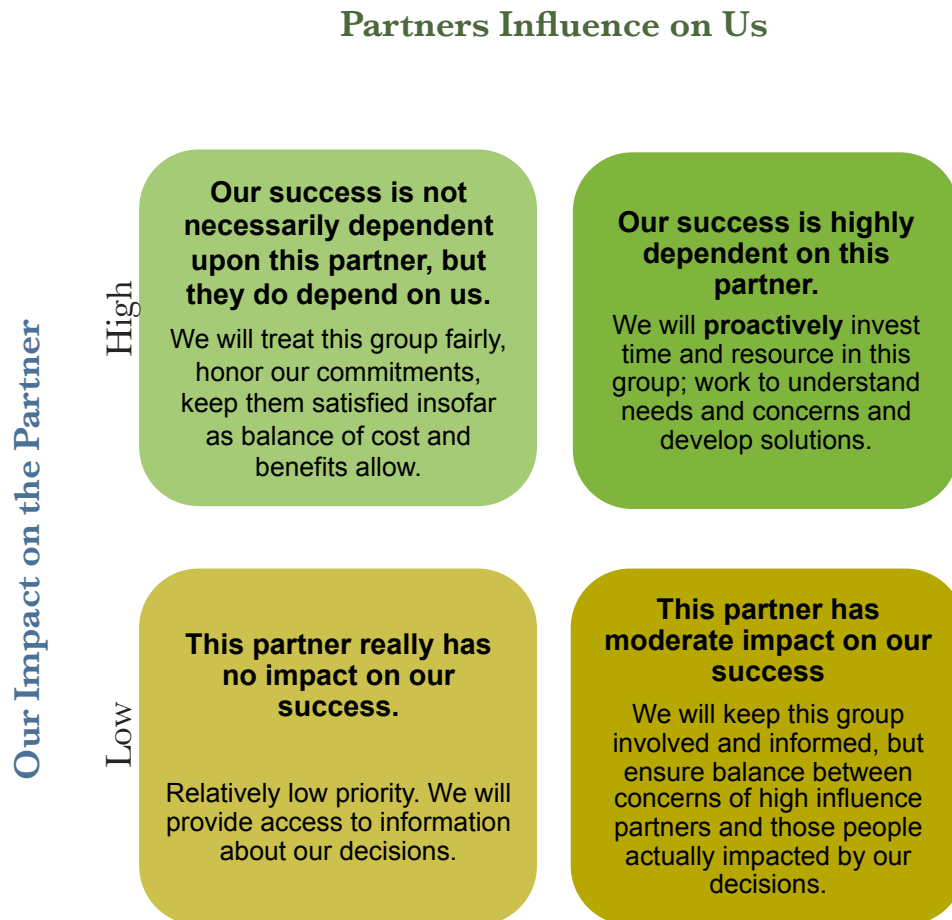 Partners Influence on Us
Our Impact on the Partner
High
Our success is not
necessarily dependent
upon this partner, but
they do depend on us.
We will treat this group fairly,
honor our commitments,
keep them satisfied insofar
as balance of cost and
benefits allow.
Our success is highly
dependent on this
partner.
We will proactively invest
time and resource in this
group; work to understand
needs and concerns and
develop solutions.
Low
This partner really has
no impact on our
success.
Relatively low priority. We will
provide access to information
about our decisions.
This partner has
moderate impact on our
success
We will keep this group
involved and informed, but
ensure balance between
concerns of high influence
partners and those people
actually impacted by our
decisions.